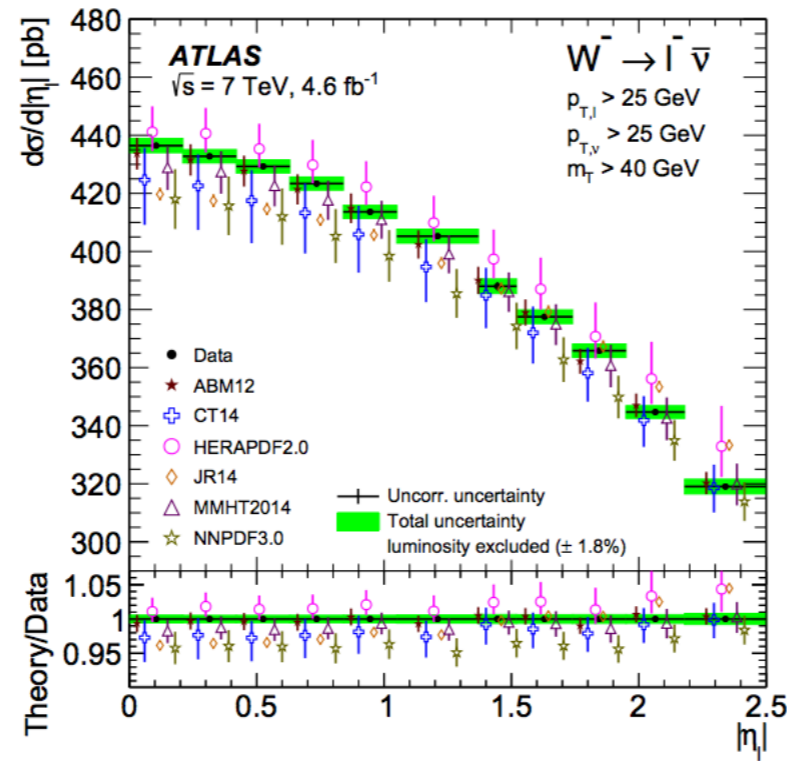 dσ/d|η_l| [pb]
480
460
440
420
400
380
360
340
320
300
ATLAS
√s = 7 TeV, 4.6 fb⁻¹
W⁻ → l⁻ ν̄
p_T,l > 25 GeV
p_T,ν > 25 GeV
m_T > 40 GeV
Data
ABM12
CT14
HERAPDF2.0
JR14
MMHT2014
NNPDF3.0
Uncorr. uncertainty
Total uncertainty
luminosity excluded (± 1.8%)
Theory/Data
1.05
1
0.95
0 0.5 1 1.5 2 2.5
|η_l|